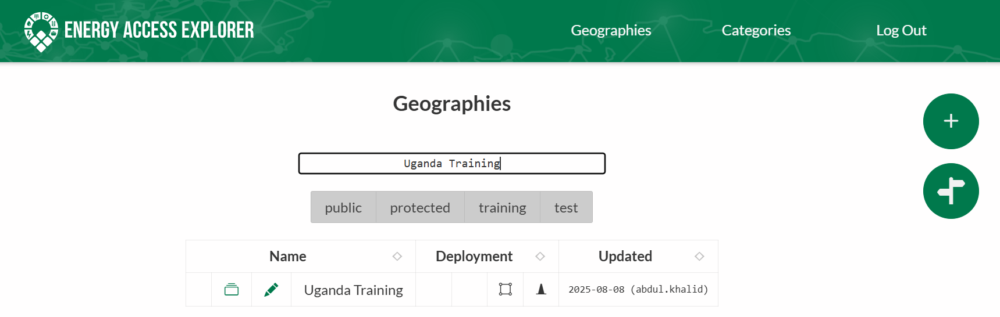 ENERGY ACCESS EXPLORER
Geographies Categories Log Out
Geographies
Uganda Training
public protected training test
Name Deployment Updated
Uganda Training 2025-08-08 (abdul.khalid)